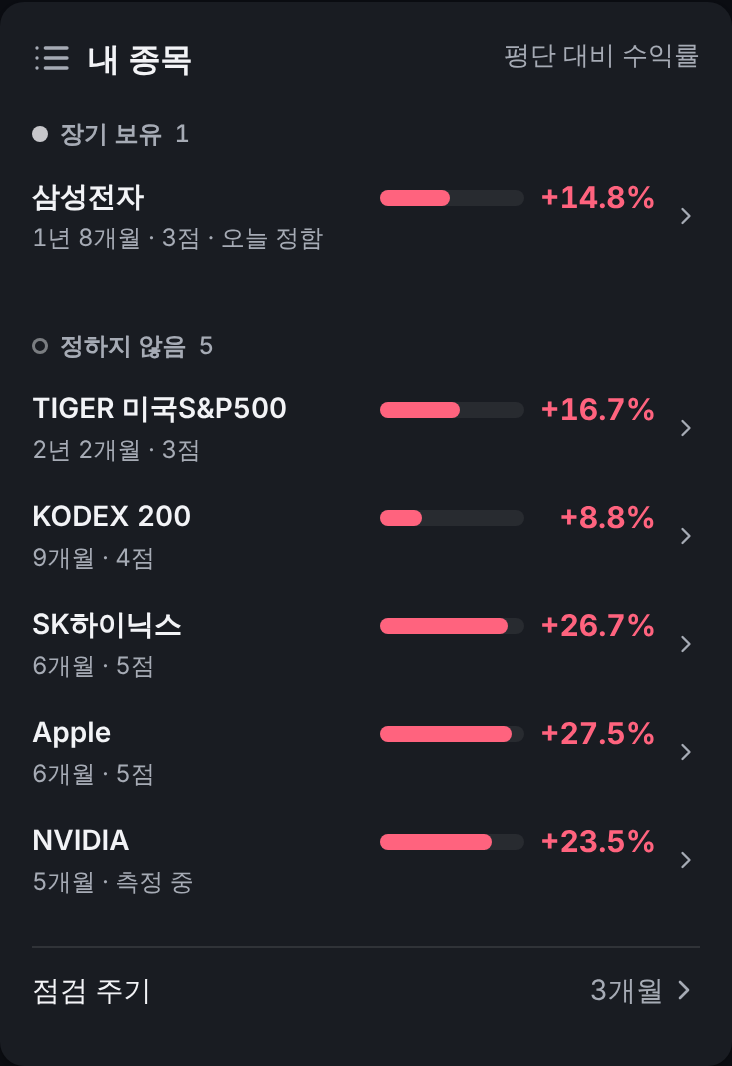 내 종목
평단 대비 수익률
장기 보유 1
삼성전자
+14.8%
1년 8개월 · 3점 · 오늘 정함
정하지 않음 5
TIGER 미국S&P500
+16.7%
2년 2개월 · 3점
KODEX 200
+8.8%
9개월 · 4점
SK하이닉스
+26.7%
6개월 · 5점
Apple
+27.5%
6개월 · 5점
NVIDIA
+23.5%
5개월 · 측정 중
점검 주기
3개월